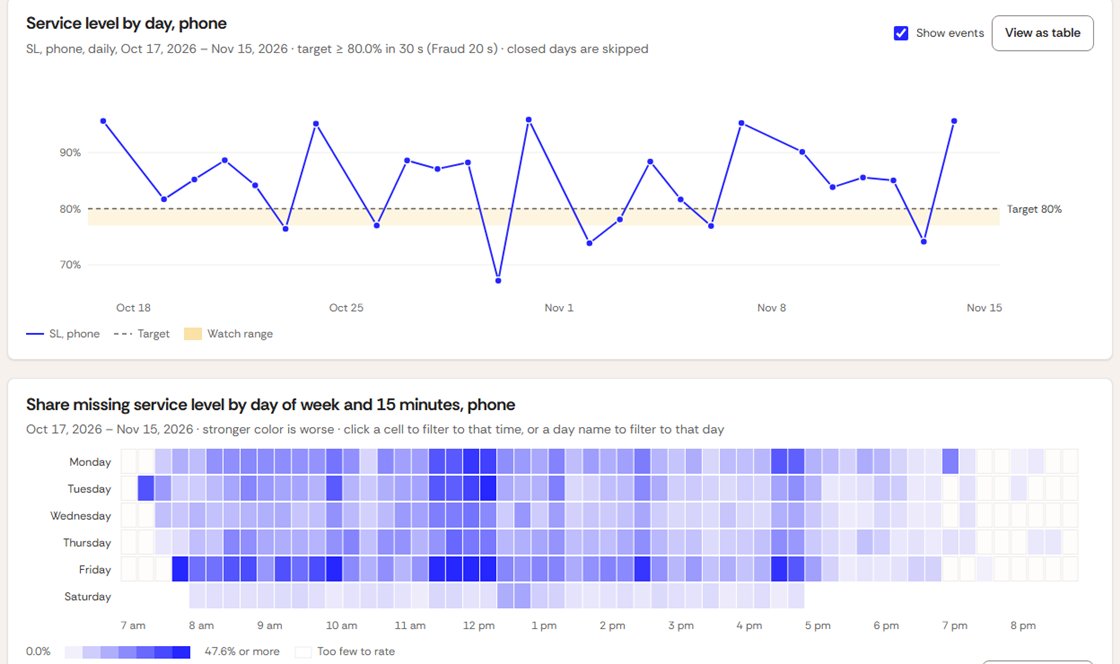 Service level by day, phone
SL, phone, daily, Oct 17, 2026 – Nov 15, 2026 · target ≥ 80.0% in 30 s (Fraud 20 s) · closed days are skipped
Show events
View as table
90%
80%
70%
Target 80%
Oct 18 Oct 25 Nov 1 Nov 8 Nov 15
SL, phone Target Watch range
Share missing service level by day of week and 15 minutes, phone
Oct 17, 2026 – Nov 15, 2026 · stronger color is worse · click a cell to filter to that time, or a day name to filter to that day
Monday
Tuesday
Wednesday
Thursday
Friday
Saturday
7 am 8 am 9 am 10 am 11 am 12 pm 1 pm 2 pm 3 pm 4 pm 5 pm 6 pm 7 pm 8 pm
0.0% 47.6% or more Too few to rate